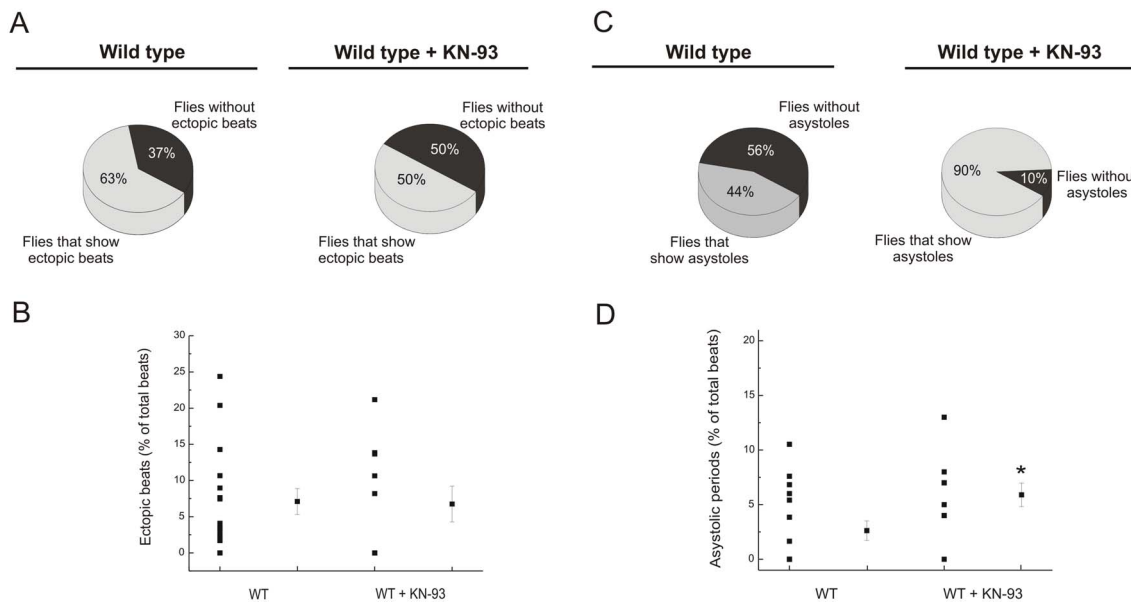 A
Wild type
Wild type + KN-93
Flies without
ectopic beats
37%
63%
Flies that show
ectopic beats
Flies without
ectopic beats
50%
50%
Flies that show
ectopic beats
C
Wild type
Wild type + KN-93
Flies without
asystoles
56%
44%
Flies that
show asystoles
90%
10%
Flies without
asystoles
Flies that show
asystoles
B
Ectopic beats (% of total beats)
30
25
20
15
10
5
0
WT
WT + KN-93
D
Asystolic periods (% of total beats)
20
15
10
5
0
*
WT
WT + KN-93